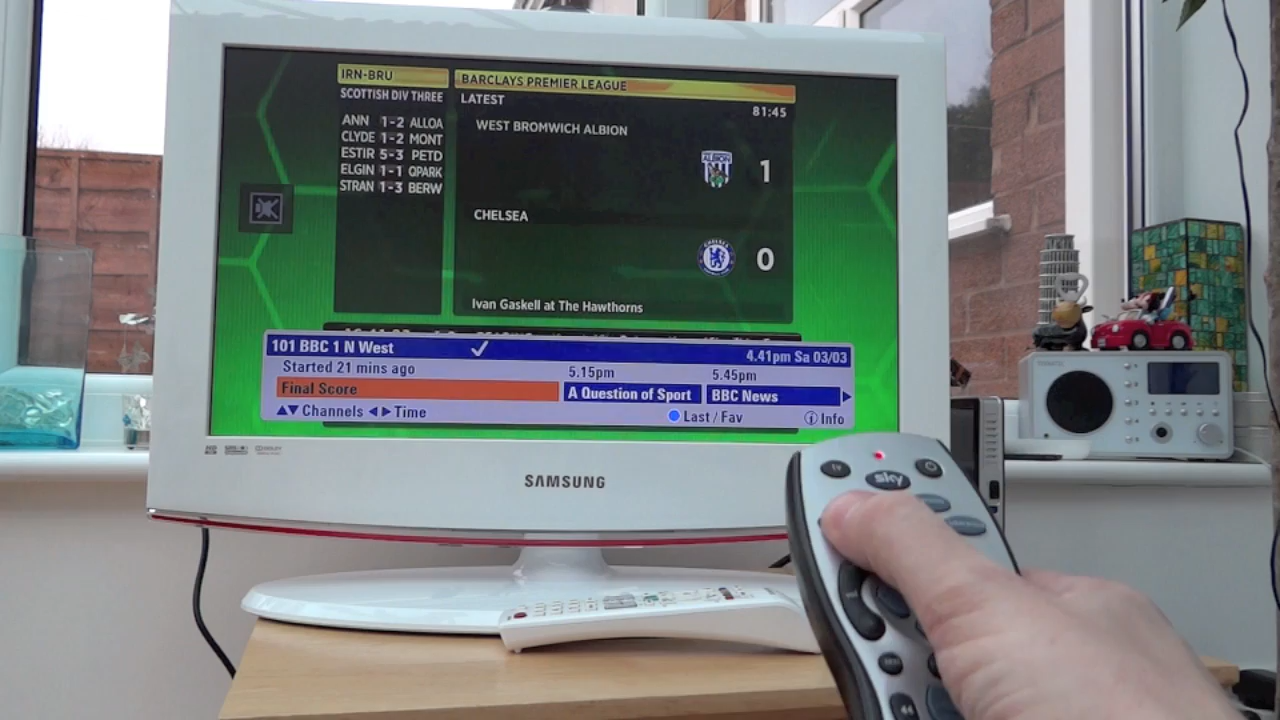 IRN-BRU
SCOTTISH DIV THREE
ANN 1-2 ALLOA
CLYDE 1-2 MONT
ESTIR 5-3 PETD
ELGIN 1-1 QPARK
STRAN 1-3 BERW
BARCLAYS PREMIER LEAGUE
LATEST
81:45
WEST BROMWICH ALBION
ALBION
1
CHELSEA
0
Ivan Gaskell at The Hawthorns
101 BBC 1 N West
4.41pm Sa 03/03
Started 21 mins ago
5.15pm
5.45pm
Final Score
A Question of Sport
BBC News
Channels
Time
Last / Fav
Info
SAMSUNG
tv
sky